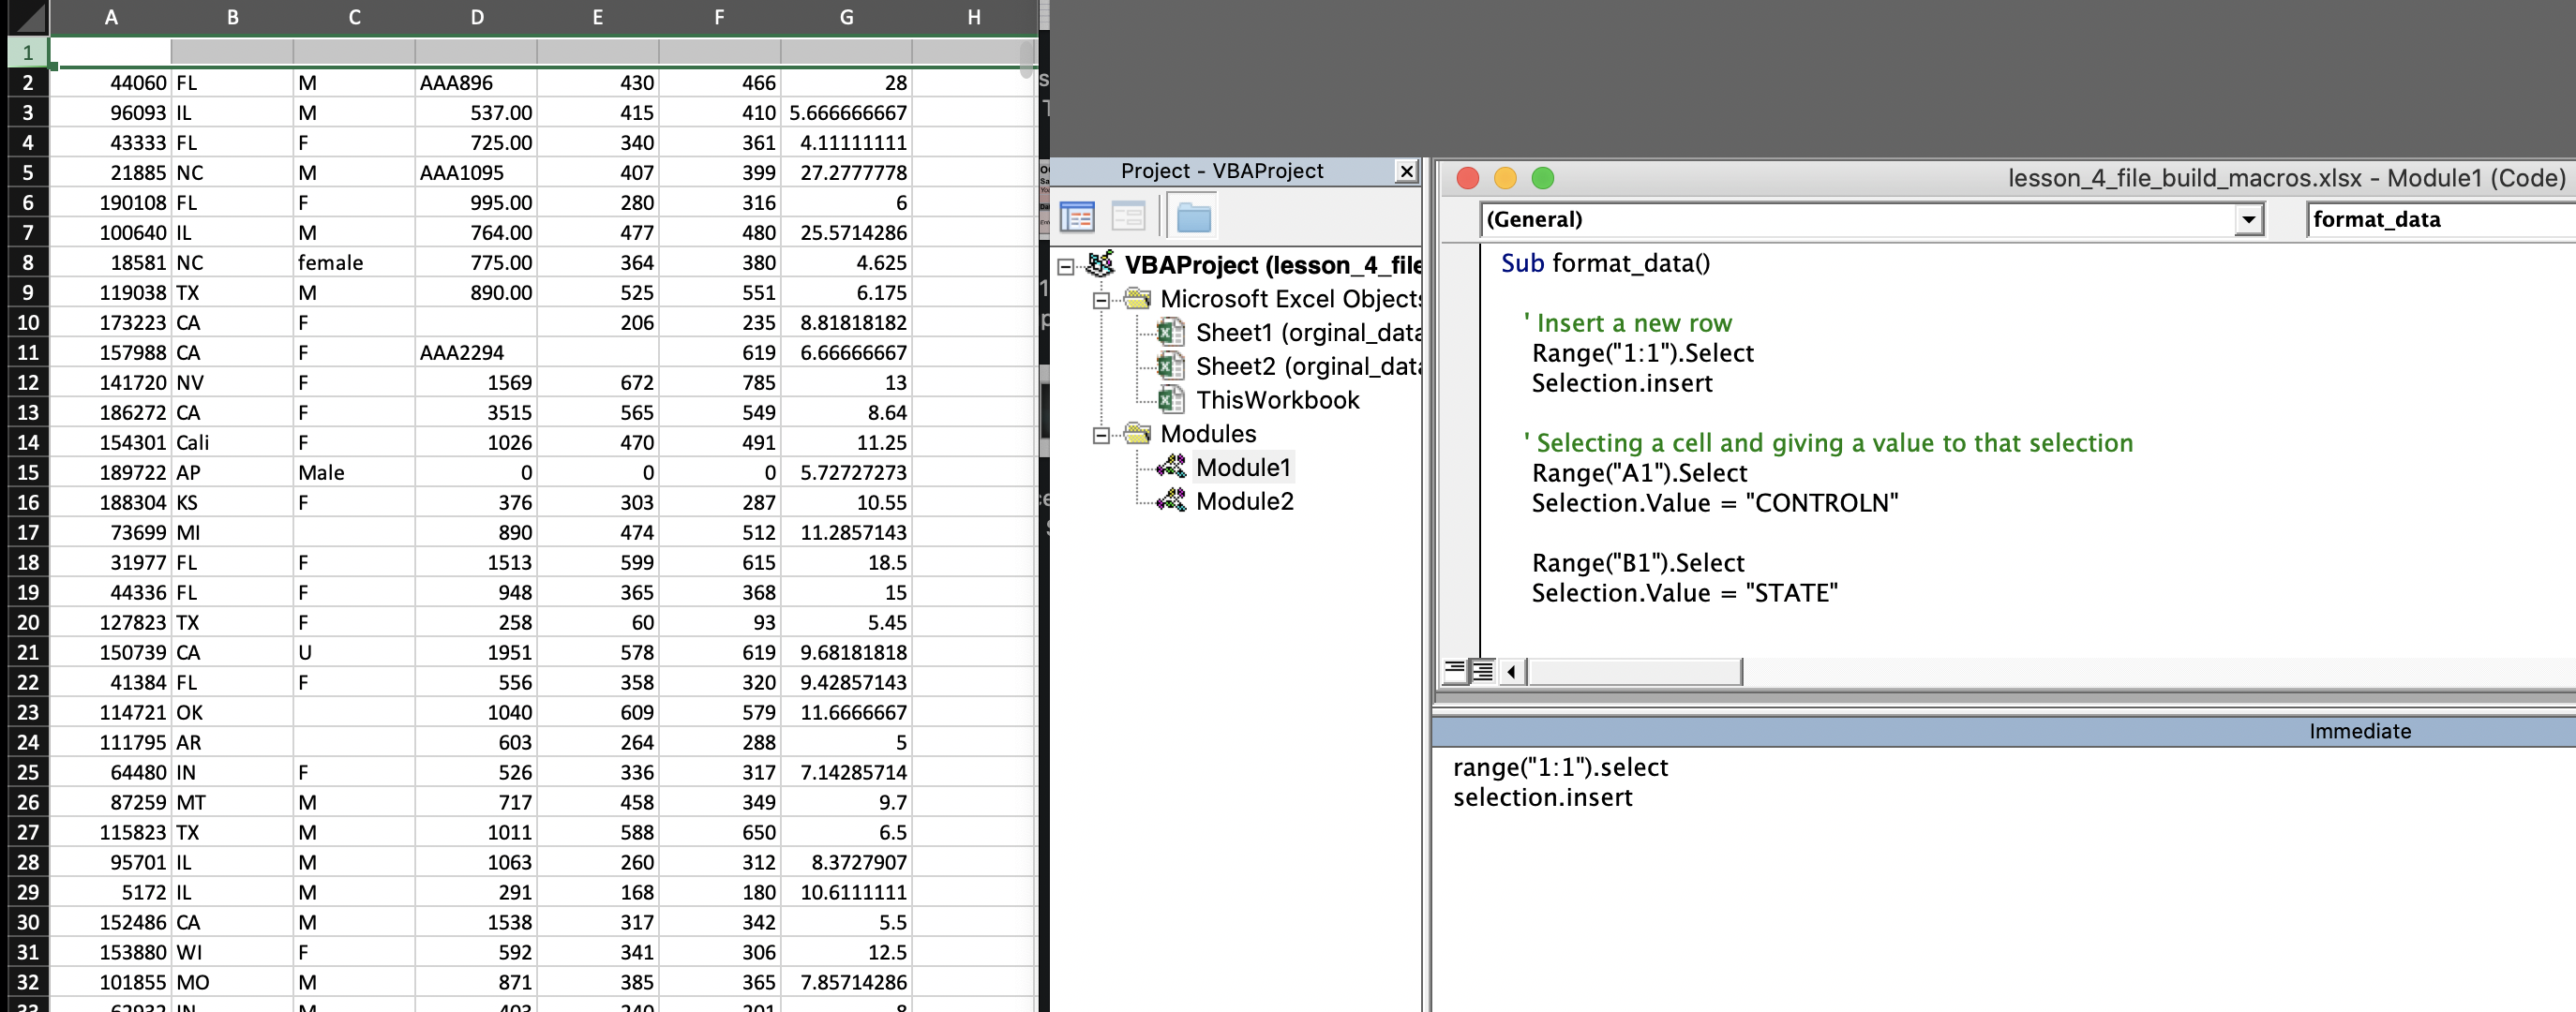 A B C D E F G H
1
2 44060 FL M AAA896 430 466 28
3 96093 IL M 537.00 415 410 5.666666667
4 43333 FL F 725.00 340 361 4.11111111
5 21885 NC M AAA1095 407 399 27.2777778
6 190108 FL F 995.00 280 316 6
7 100640 IL M 764.00 477 480 25.5714286
8 18581 NC female 775.00 364 380 4.625
9 119038 TX M 890.00 525 551 6.175
10 173223 CA F 206 235 8.81818182
11 157988 CA F AAA2294 619 6.66666667
12 141720 NV F 1569 672 785 13
13 186272 CA F 3515 565 549 8.64
14 154301 Cali F 1026 470 491 11.25
15 189722 AP Male 0 0 0 5.72727273
16 188304 KS F 376 303 287 10.55
17 73699 MI 890 474 512 11.2857143
18 31977 FL F 1513 599 615 18.5
19 44336 FL F 948 365 368 15
20 127823 TX F 258 60 93 5.45
21 150739 CA U 1951 578 619 9.68181818
22 41384 FL F 556 358 320 9.42857143
23 114721 OK 1040 609 579 11.6666667
24 111795 AR 603 264 288 5
25 64480 IN F 526 336 317 7.14285714
26 87259 MT M 717 458 349 9.7
27 115823 TX M 1011 588 650 6.5
28 95701 IL M 1063 260 312 8.3727907
29 5172 IL M 291 168 180 10.6111111
30 152486 CA M 1538 317 342 5.5
31 153880 WI F 592 341 306 12.5
32 101855 MO M 871 385 365 7.85714286
33 62932 IN M 403 240 201 8
Project - VBAProject
VBAProject (lesson_4_file
Microsoft Excel Objects
Sheet1 (orginal_data
Sheet2 (orginal_data
ThisWorkbook
Modules
Module1
Module2
lesson_4_file_build_macros.xlsx - Module1 (Code)
(General) format_data
Sub format_data()
' Insert a new row
Range("1:1").Select
Selection.insert
' Selecting a cell and giving a value to that selection
Range("A1").Select
Selection.Value = "CONTROLN"
Range("B1").Select
Selection.Value = "STATE"
Immediate
range("1:1").select
selection.insert